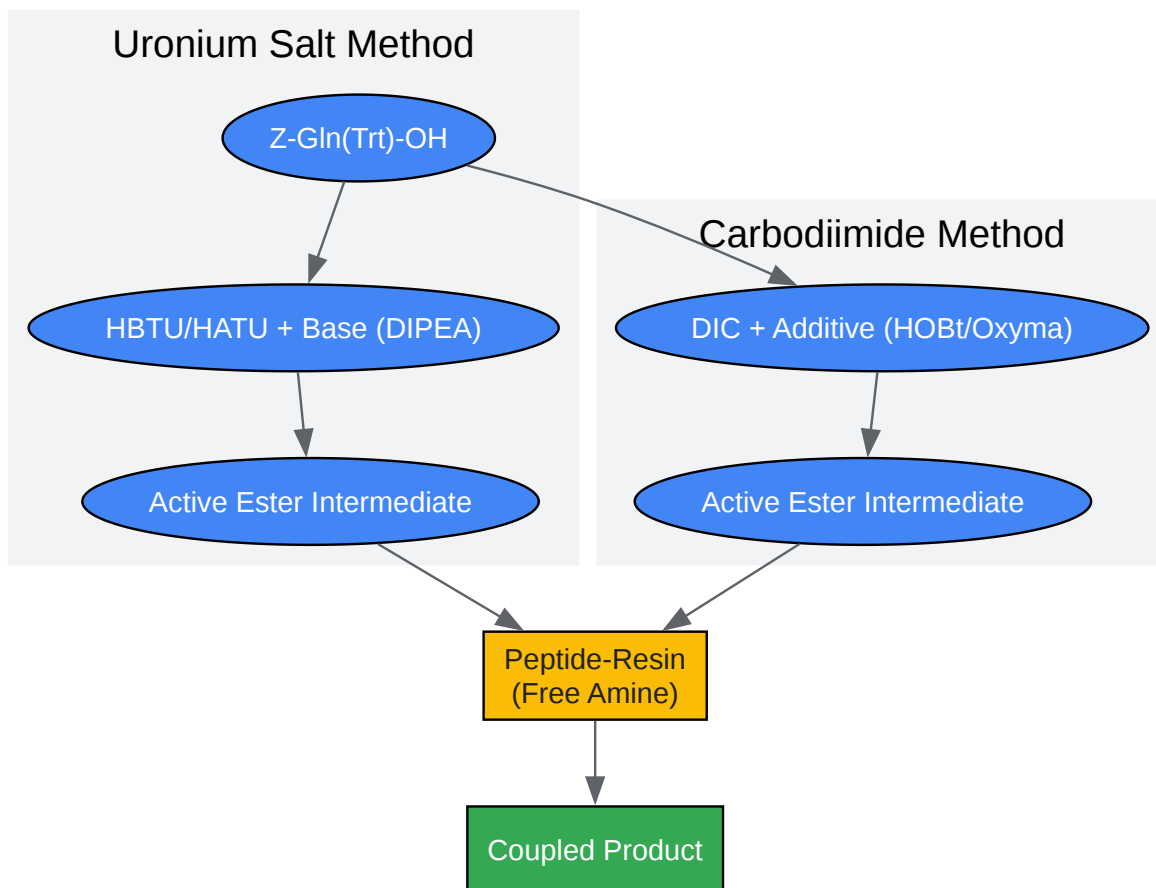 Uronium Salt Method
Z-Gln(Trt)-OH
Carbodiimide Method
HBTU/HATU + Base (DIPEA)
DIC + Additive (HOBt/Oxyma)
Active Ester Intermediate
Active Ester Intermediate
Peptide-Resin
(Free Amine)
Coupled Product